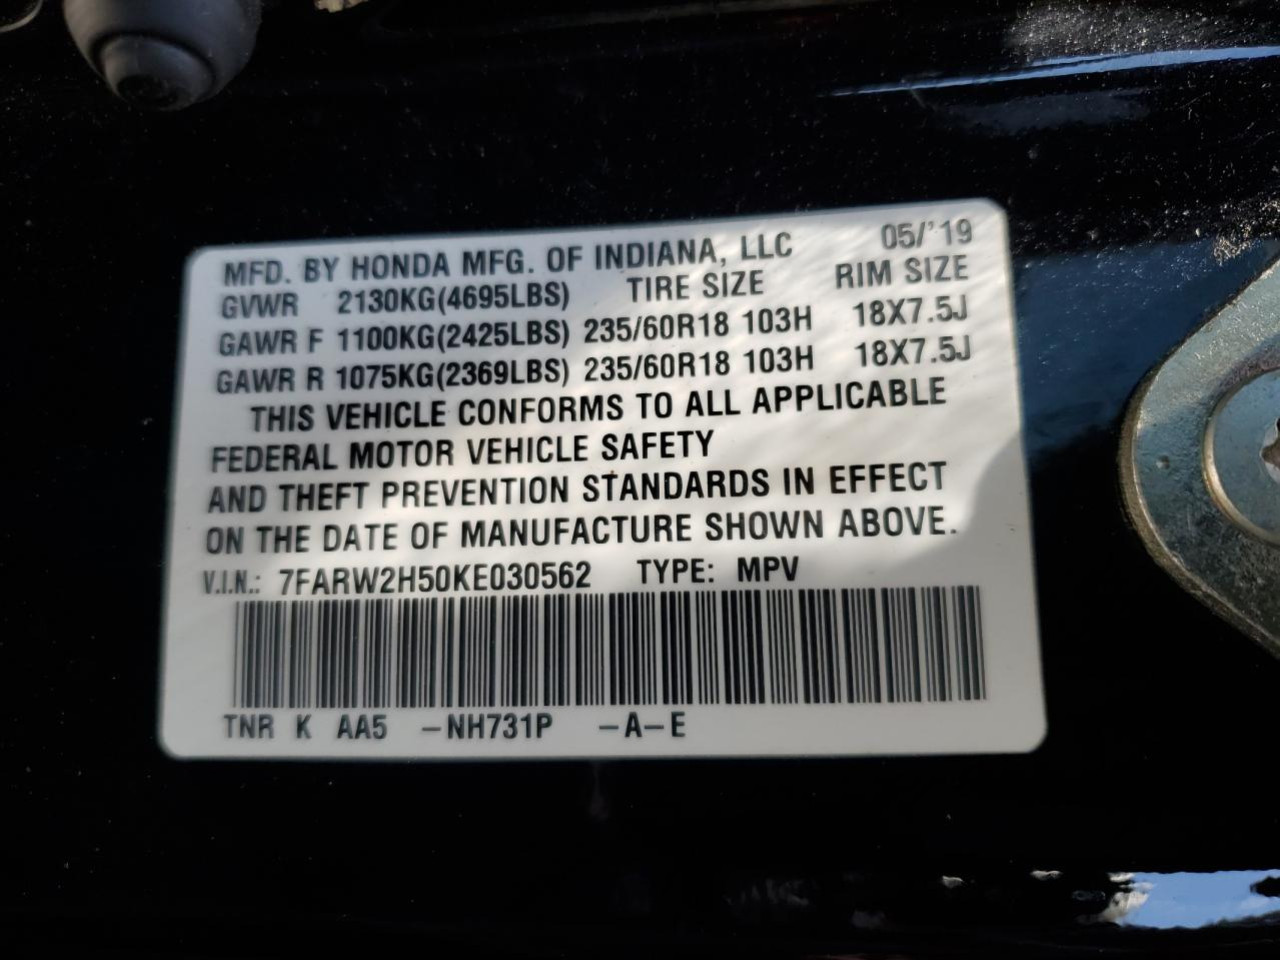 MFD. BY HONDA MFG. OF INDIANA, LLC 05/'19
GVWR 2130KG(4695LBS) TIRE SIZE RIM SIZE
GAWR F 1100KG(2425LBS) 235/60R18 103H 18X7.5J
GAWR R 1075KG(2369LBS) 235/60R18 103H 18X7.5J
THIS VEHICLE CONFORMS TO ALL APPLICABLE
FEDERAL MOTOR VEHICLE SAFETY
AND THEFT PREVENTION STANDARDS IN EFFECT
ON THE DATE OF MANUFACTURE SHOWN ABOVE.
V.I.N.: 7FARW2H50KE030562 TYPE: MPV
TNR K AA5 -NH731P -A-E